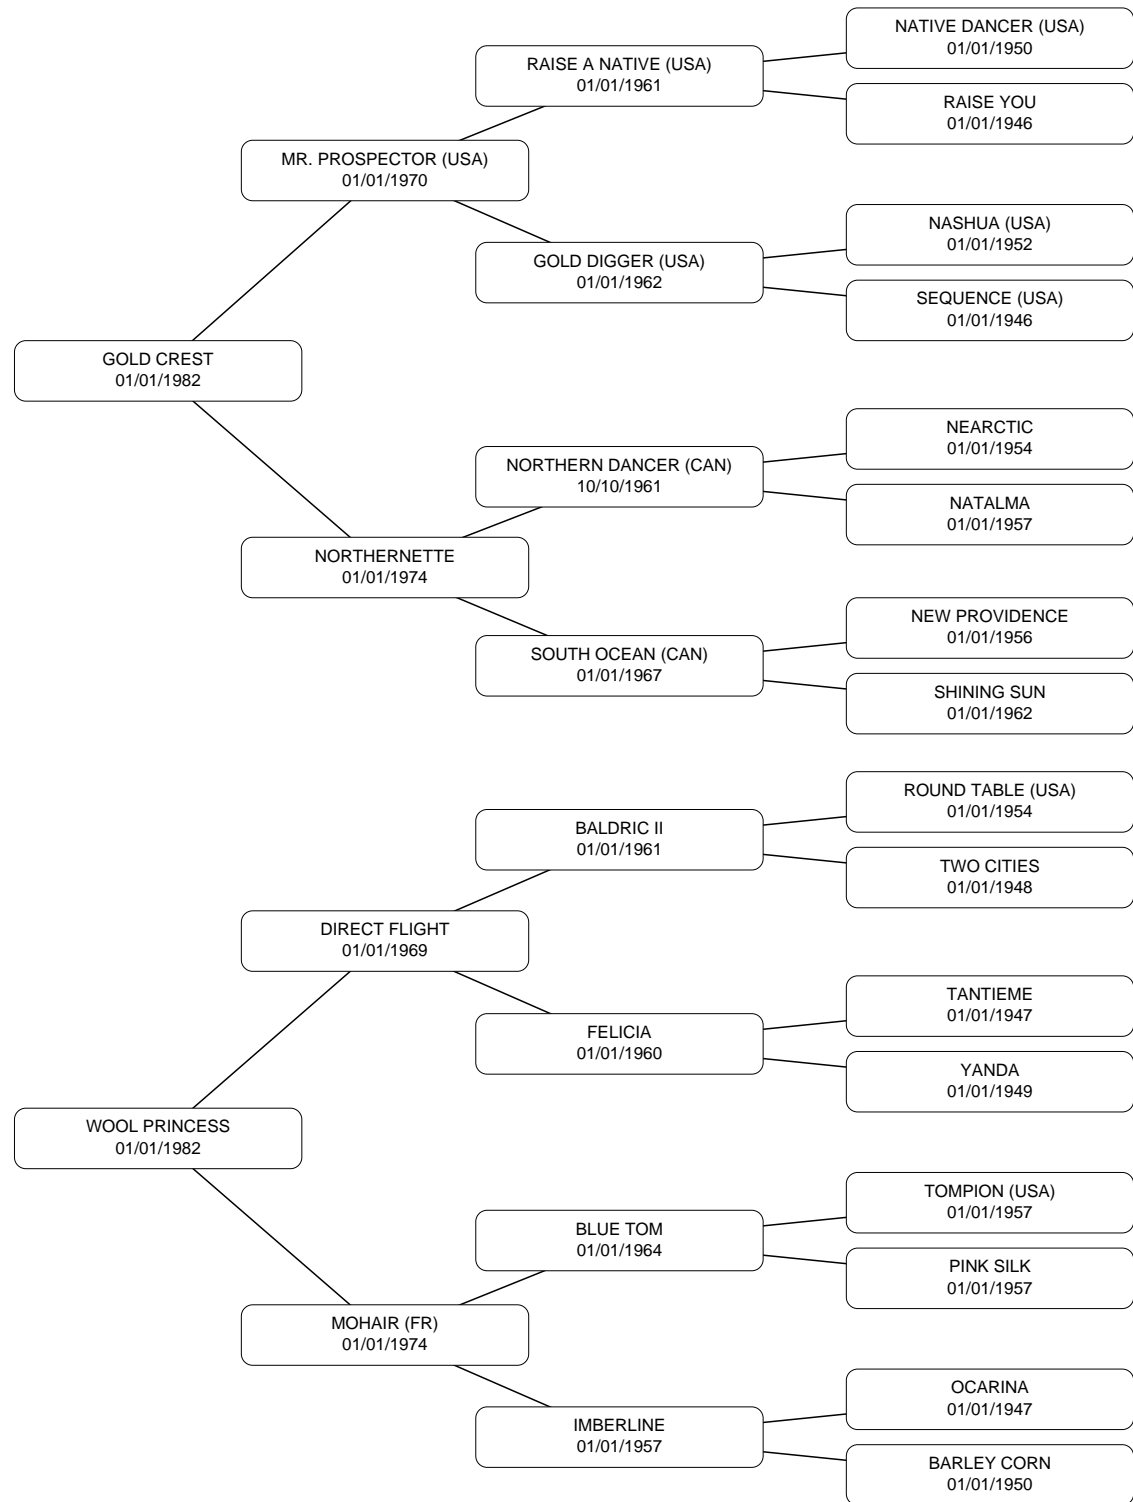 NATIVE DANCER (USA)
01/01/1950
RAISE A NATIVE (USA)
01/01/1961
RAISE YOU
01/01/1946
MR. PROSPECTOR (USA)
01/01/1970
NASHUA (USA)
01/01/1952
GOLD DIGGER (USA)
01/01/1962
SEQUENCE (USA)
01/01/1946
GOLD CREST
01/01/1982
NEARCTIC
01/01/1954
NORTHERN DANCER (CAN)
10/10/1961
NATALMA
01/01/1957
NORTHERNETTE
01/01/1974
NEW PROVIDENCE
01/01/1956
SOUTH OCEAN (CAN)
01/01/1967
SHINING SUN
01/01/1962
ROUND TABLE (USA)
01/01/1954
BALDRIC II
01/01/1961
TWO CITIES
01/01/1948
DIRECT FLIGHT
01/01/1969
TANTIEME
01/01/1947
FELICIA
01/01/1960
YANDA
01/01/1949
WOOL PRINCESS
01/01/1982
TOMPION (USA)
01/01/1957
BLUE TOM
01/01/1964
PINK SILK
01/01/1957
MOHAIR (FR)
01/01/1974
OCARINA
01/01/1947
IMBERLINE
01/01/1957
BARLEY CORN
01/01/1950